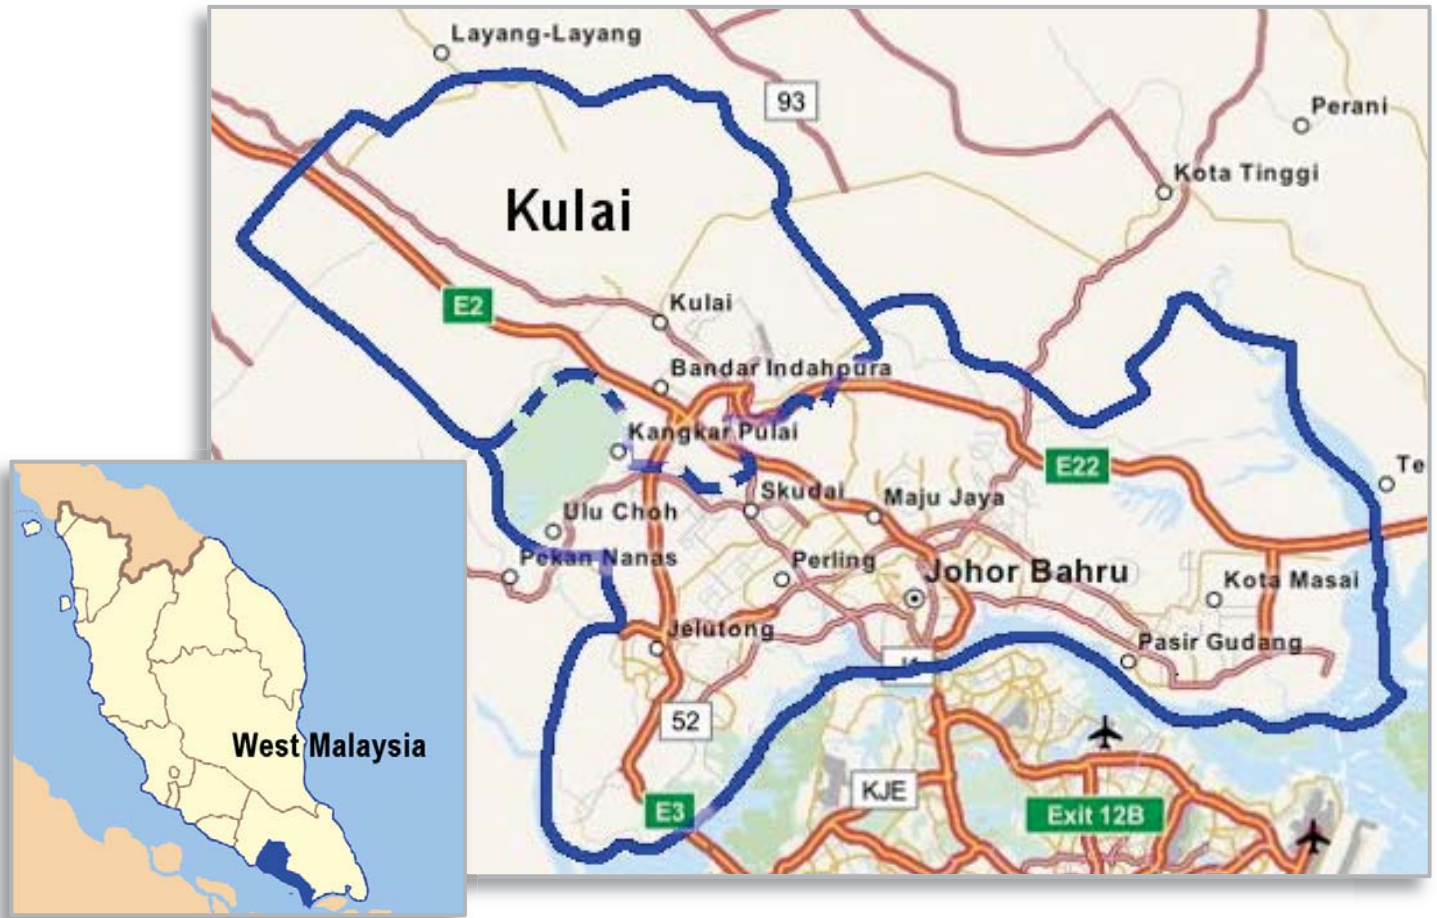 Layang-Layang
93
Perani
Kota Tinggi
Kulai
E2
Kulai
Bandar Indahpura
Kangkar Pulai
E22
Te
Skudai
Maju Jaya
Ulu Choh
Pekan Nanas
Perling
Johor Bahru
Kota Masai
Jelutong
Pasir Gudang
52
KJE
E3
Exit 12B
West Malaysia